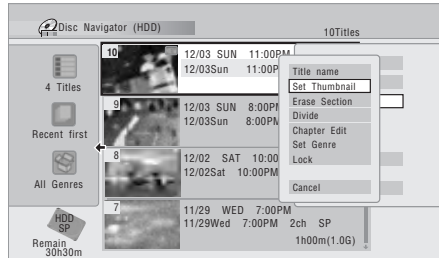 Disc Navigator (HDD)
10Titles
4 Titles
Recent first
All Genres
HDD
SP
Remain
30h30m
10
12/03 SUN 11:00PM
12/03Sun 11:00P
9
12/03 SUN 8:00P
12/03Sun 8:00PM
8
12/02 SAT 10:00
12/02Sat 10:00PM
7
11/29 WED 7:00PM
11/29Wed 7:00PM 2ch SP
1h00m(1.0G)
Title name
Set Thumbnail
Erase Section
Divide
Chapter Edit
Set Genre
Lock
Cancel